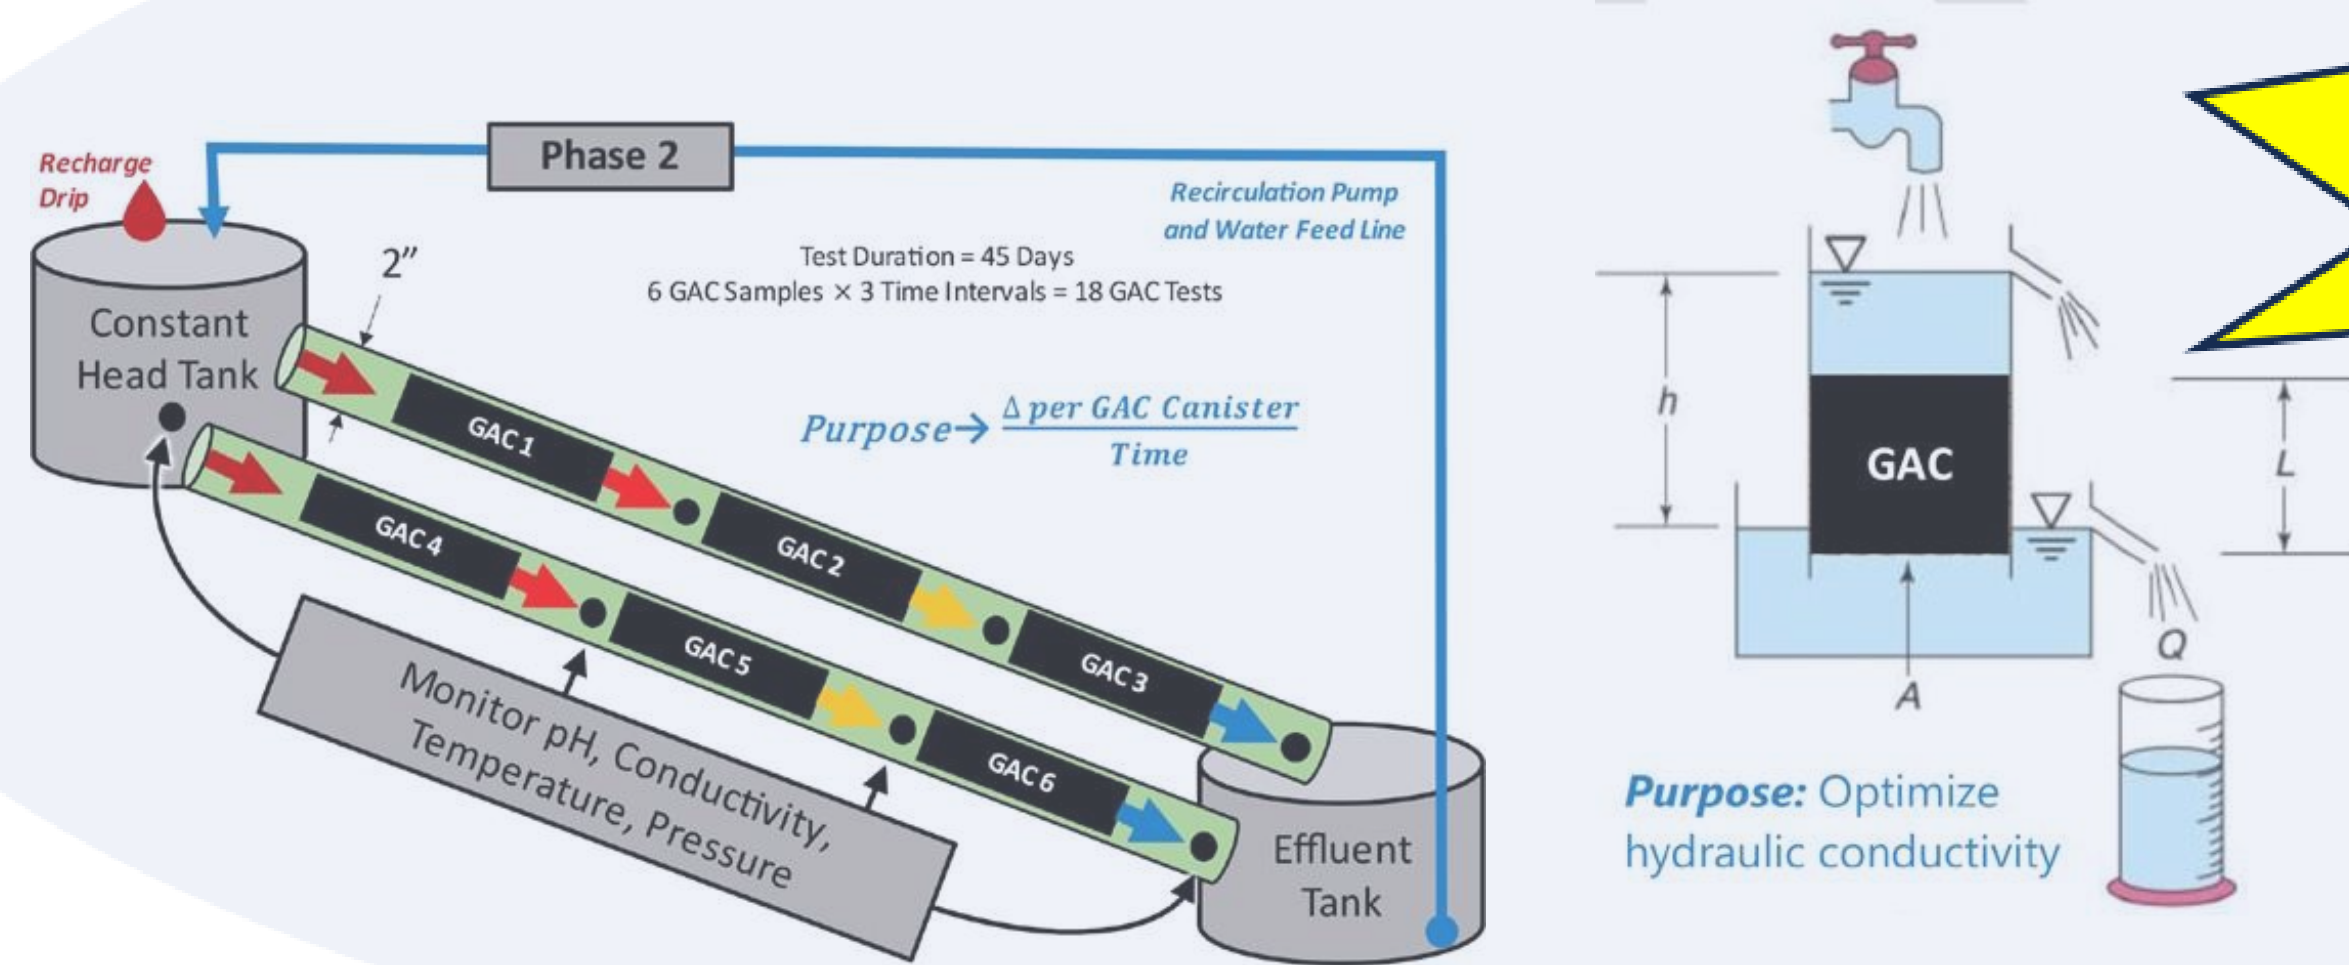 Recharge
Drip
Phase 2
Recirculation Pump
and Water Feed Line
2”
Test Duration = 45 Days
6 GAC Samples × 3 Time Intervals = 18 GAC Tests
Constant
Head Tank
Purpose→ Δ per GAC Canister
Time
GAC 1
GAC 2
GAC 3
GAC 4
GAC 5
GAC 6
Monitor pH, Conductivity,
Temperature, Pressure
Effluent
Tank
h
GAC
L
Q
A
Purpose: Optimize
hydraulic conductivity